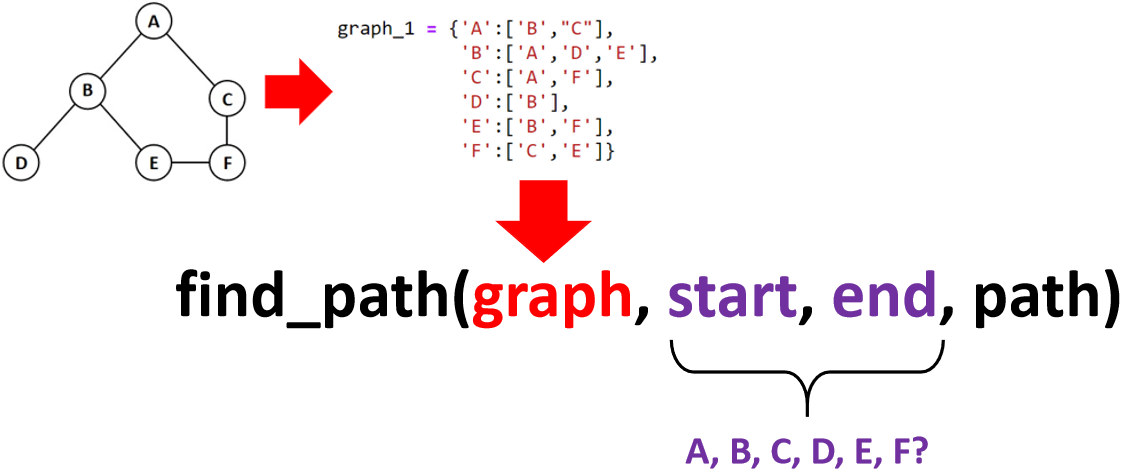 A
B
C
D
E
F
graph_1 = {'A':['B',"C"],
'B':['A','D','E'],
'C':['A','F'],
'D':['B'],
'E':['B','F'],
'F':['C','E']}
find_path(graph, start, end, path)
A, B, C, D, E, F?